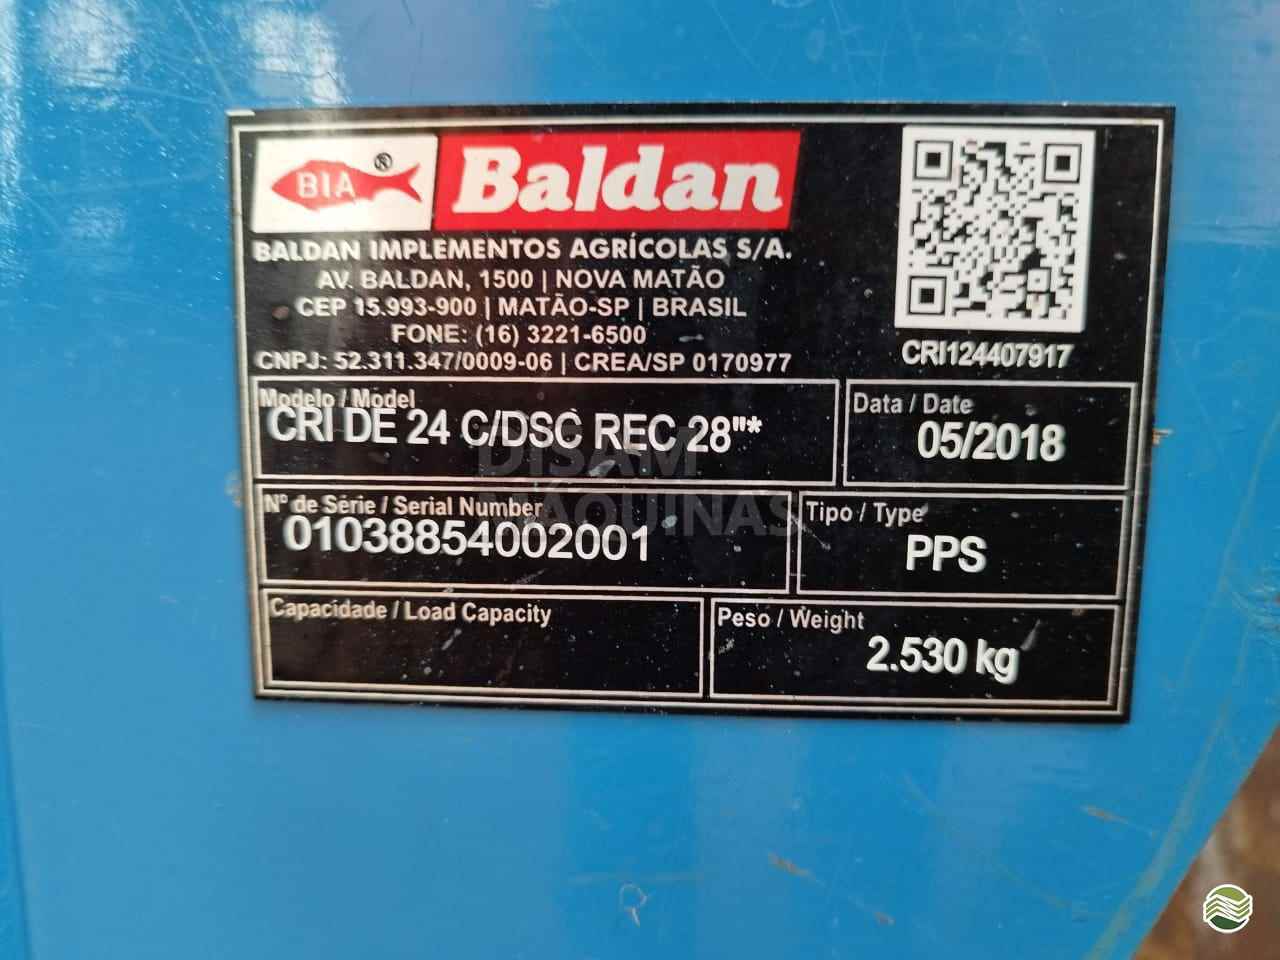 BIA ®
Baldan
BALDAN IMPLEMENTOS AGRÍCOLAS S/A.
AV. BALDAN, 1500 | NOVA MATÃO
CEP 15.993-900 | MATÃO-SP | BRASIL
FONE: (16) 3221-6500
CNPJ: 52.311.347/0009-06 | CREA/SP 0170977
CRI124407917
Modelo / Model
CRI DE 24 C/DSC REC 28"*
Data / Date
05/2018
Nº de Série / Serial Number
01038854002001
Tipo / Type
PPS
Capacidade / Load Capacity
Peso / Weight
2.530 kg
DISAM
MÁQUINAS